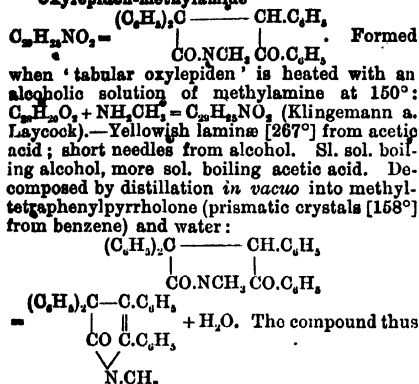 Oxylepiden-methylamine
(C₆H₅)₂C ——— CH.C₆H₅
C₂₉H₂₅NO₂= | | . Formed
CO.NCH₃ CO.C₆H₅
when ' tabular oxylepiden ' is heated with an
alcoholic solution of methylamine at 150°:
C₂₈H₂₀O₂+NH₂CH₃=C₂₉H₂₅NO₂ (Klingemann a.
Laycock).—Yellowish laminæ [267°] from acetic
acid; short needles from alcohol. Sl. sol. boil-
ing alcohol, more sol. boiling acetic acid. De-
composed by distillation in vacuo into methyl-
tetraphenylpyrrholone (prismatic crystals [158°]
from benzene) and water:
(C₆H₅)₂C ——— CH.C₆H₅
| |
CO.NCH₃ CO.C₆H₅
(C₆H₅)₂C—C.C₆H₅
= | || + H₂O. The compound thus
CO C.C₆H₅
\/
N.CH₃